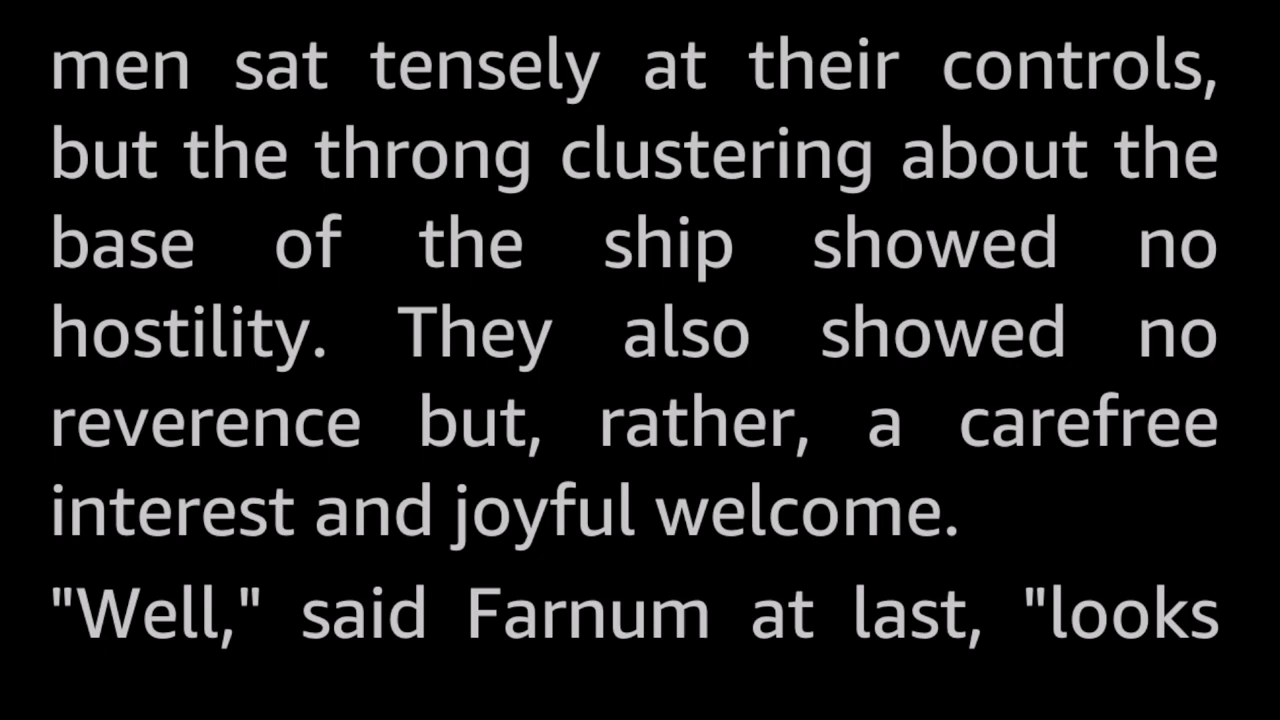 men sat tensely at their controls,
but the throng clustering about the
base of the ship showed no
hostility. They also showed no
reverence but, rather, a carefree
interest and joyful welcome.
"Well," said Farnum at last, "looks